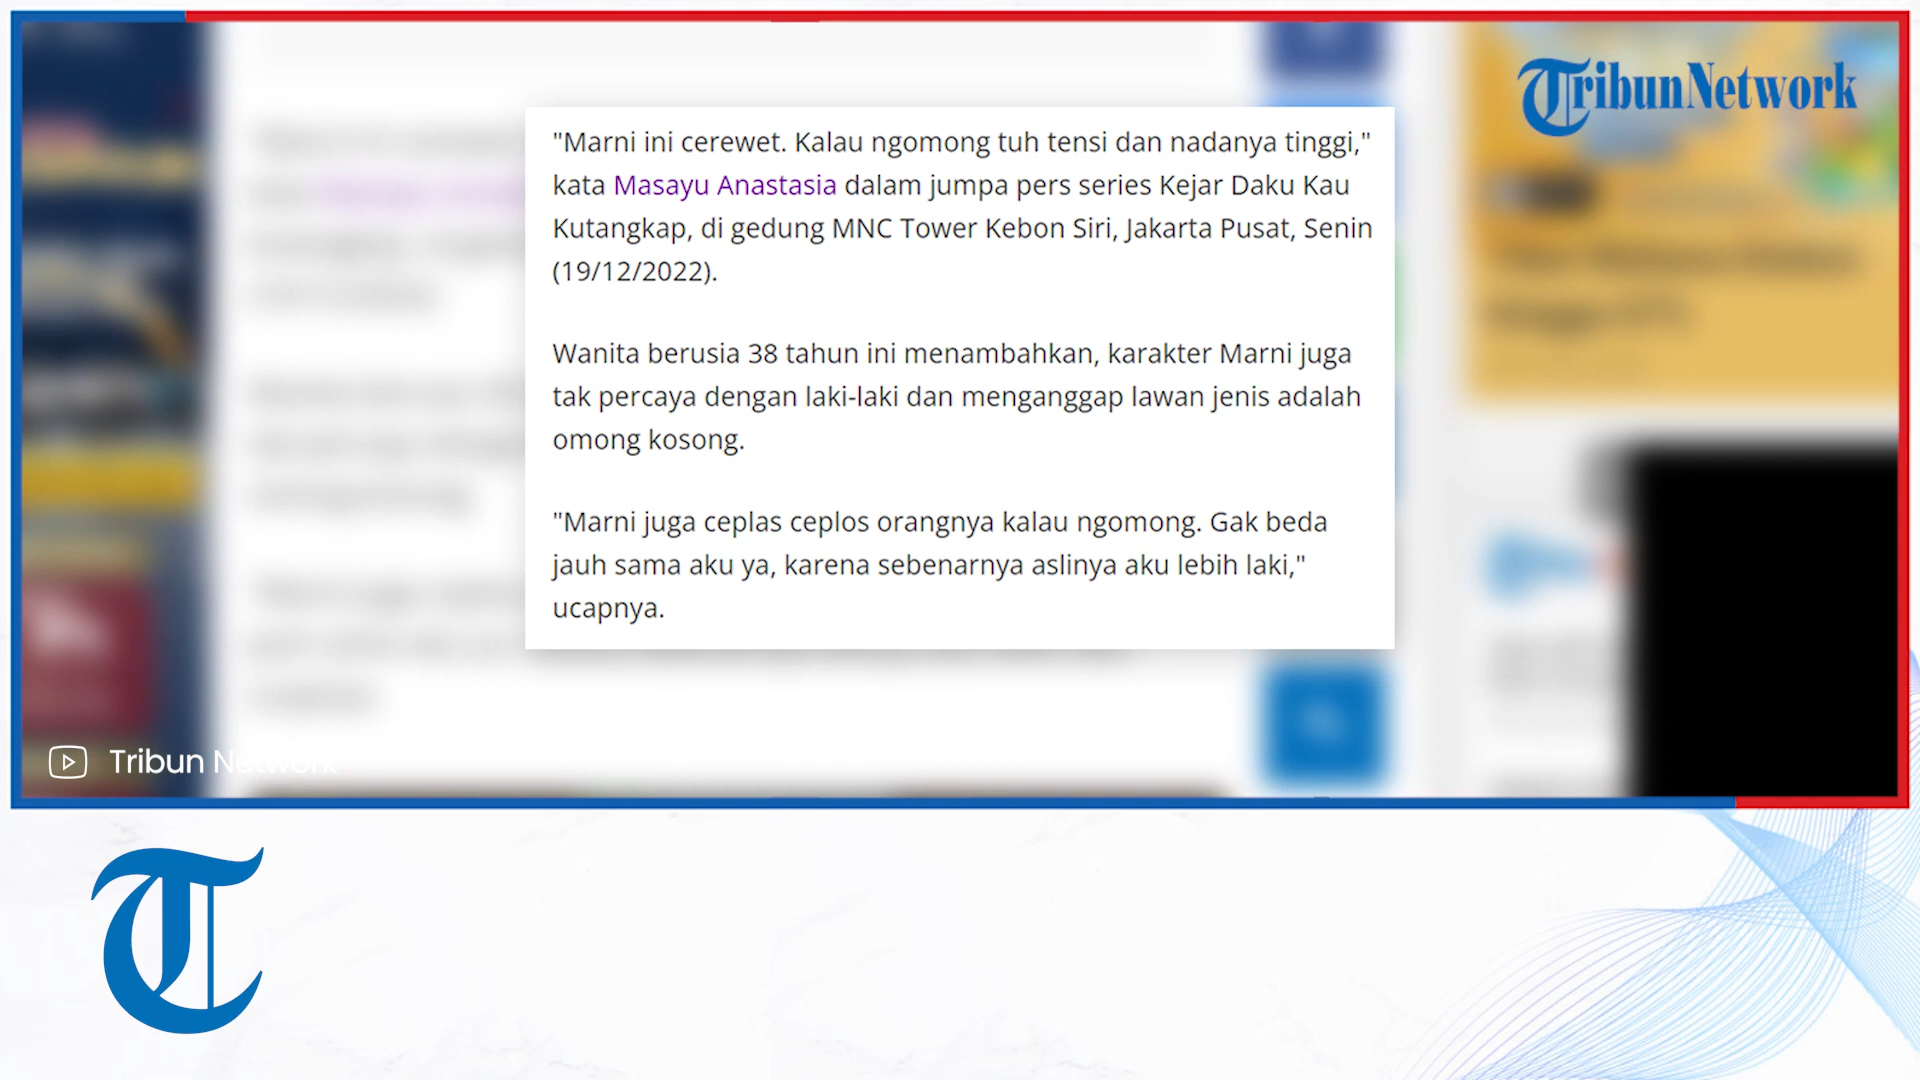 TribunNetwork
"Marni ini cerewet. Kalau ngomong tuh tensi dan nadanya tinggi,"
kata Masayu Anastasia dalam jumpa pers series Kejar Daku Kau
Kutangkap, di gedung MNC Tower Kebon Siri, Jakarta Pusat, Senin
(19/12/2022).
Wanita berusia 38 tahun ini menambahkan, karakter Marni juga
tak percaya dengan laki-laki dan menganggap lawan jenis adalah
omong kosong.
"Marni juga ceplas ceplos orangnya kalau ngomong. Gak beda
jauh sama aku ya, karena sebenarnya aslinya aku lebih laki,"
ucapnya.
Tribun Network
T